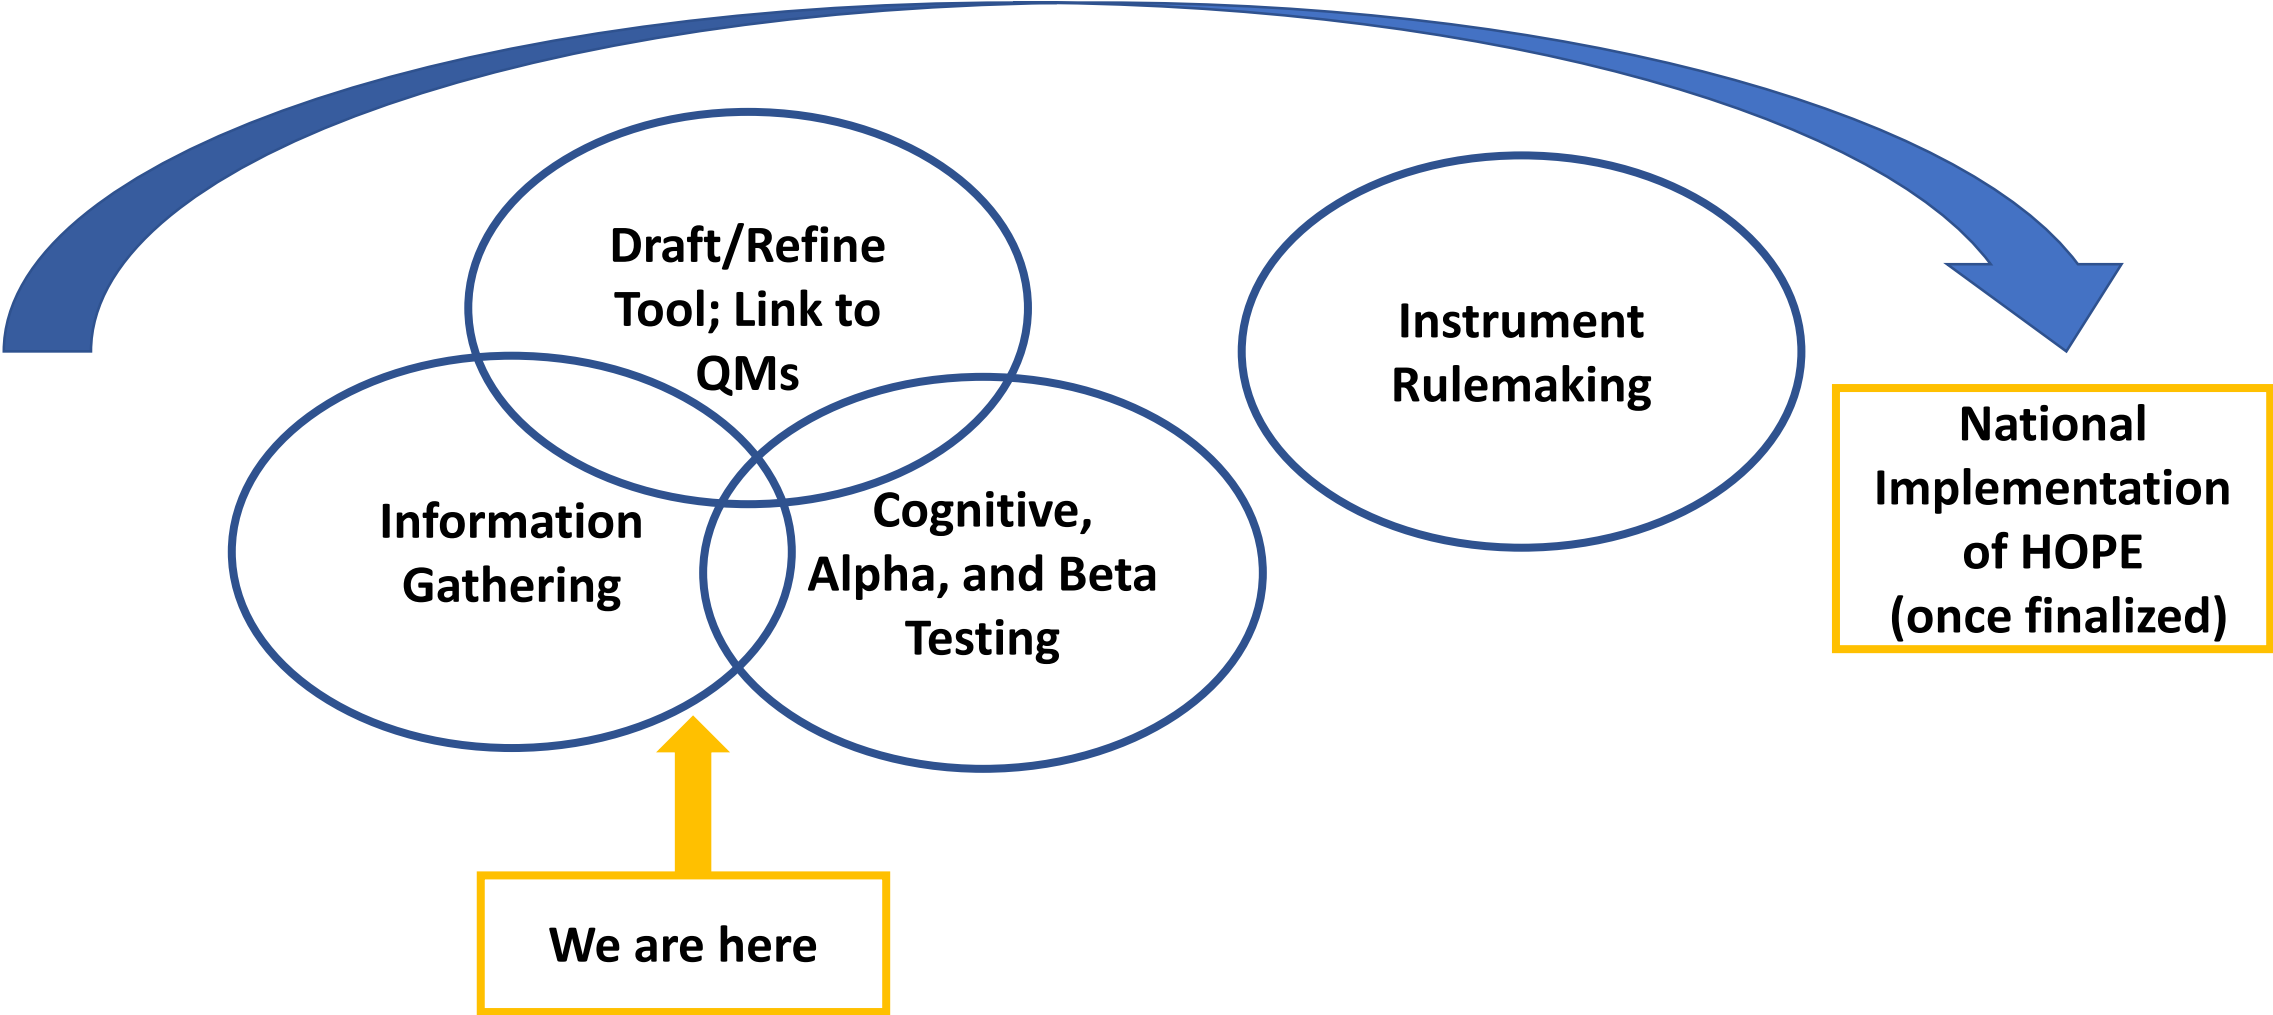 Draft/Refine
Tool; Link to
QMs
Information
Gathering
Cognitive,
Alpha, and Beta
Testing
Instrument
Rulemaking
National
Implementation
of HOPE
(once finalized)
We are here